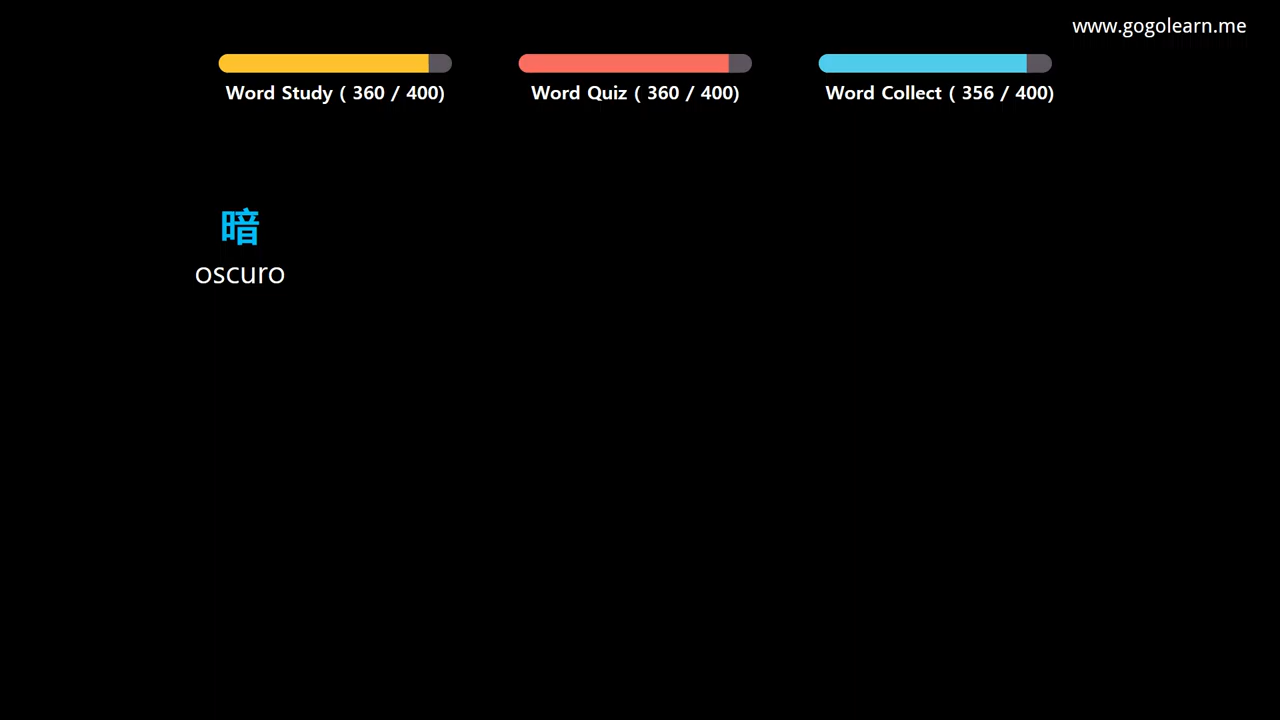 www.gogolearn.me
Word Study ( 360 / 400)
Word Quiz ( 360 / 400)
Word Collect ( 356 / 400)
暗
oscuro